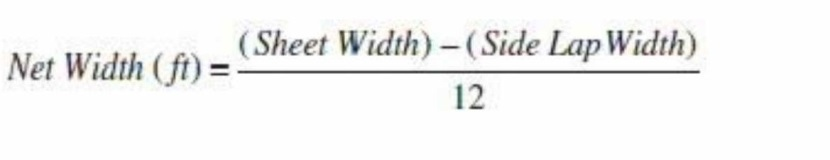 Net Width (ft) = (Sheet Width) – (Side Lap Width)
12